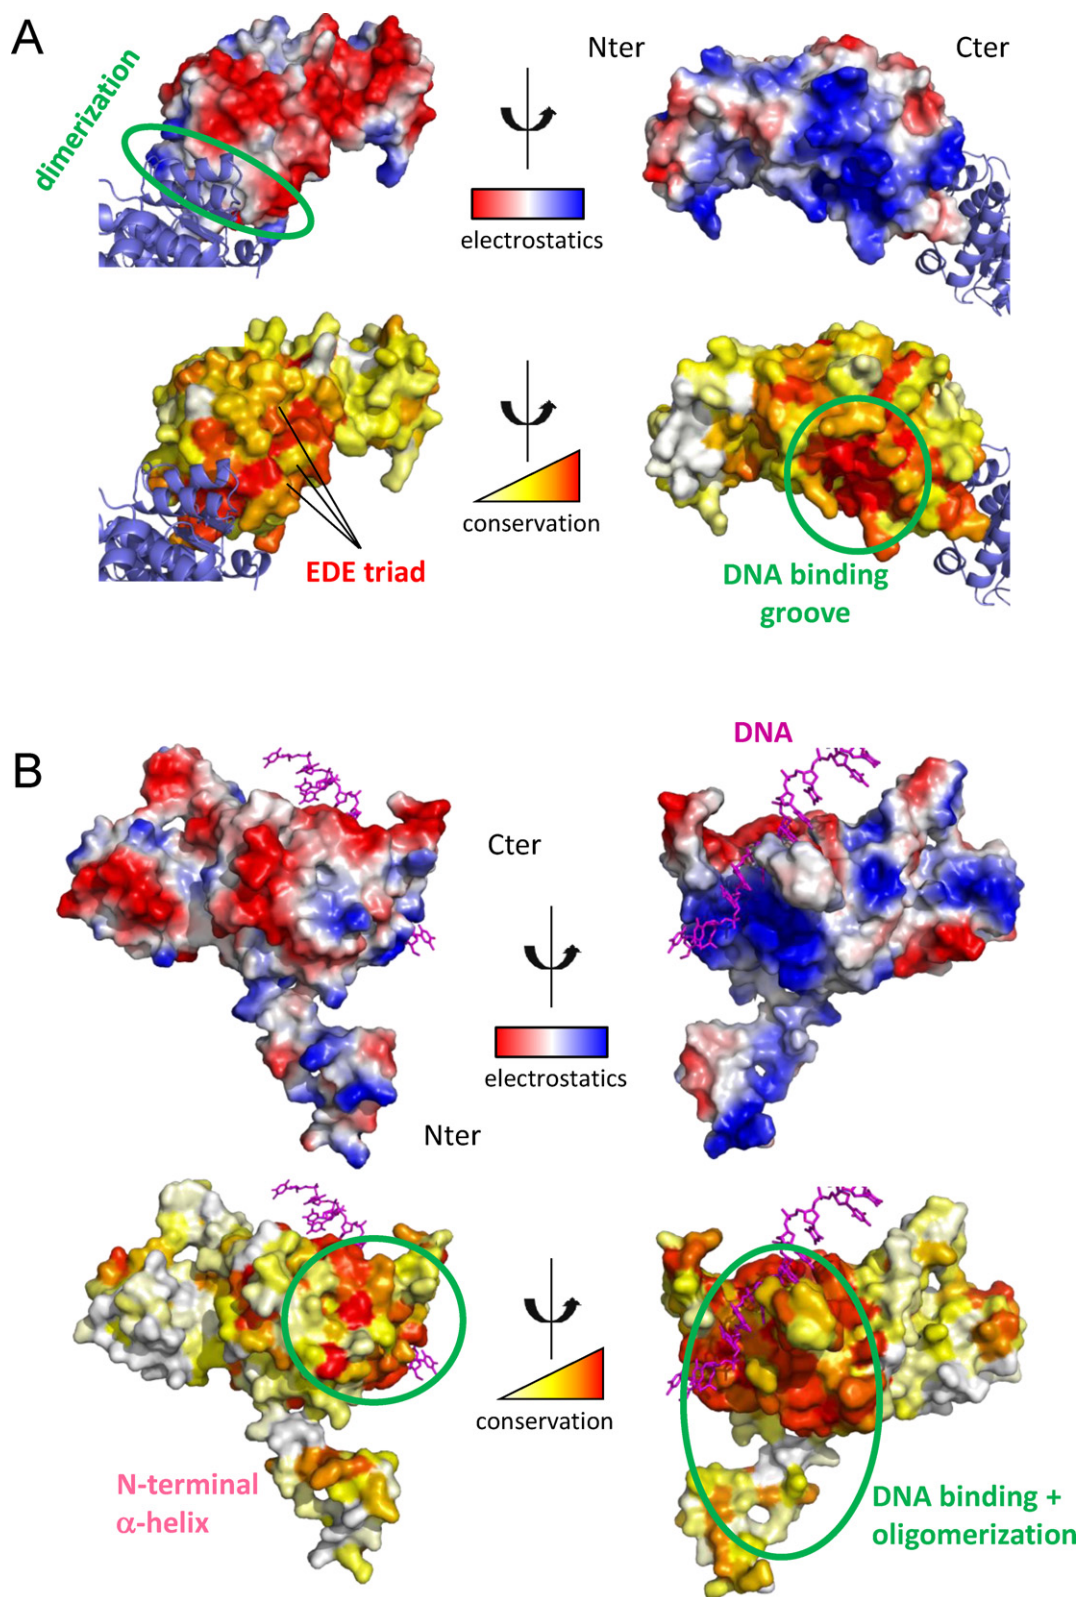 A
dimerization
Nter
Cter
electrostatics
EDE triad
conservation
DNA binding
groove
B
DNA
Cter
electrostatics
Nter
N-terminal
α-helix
conservation
DNA binding +
oligomerization